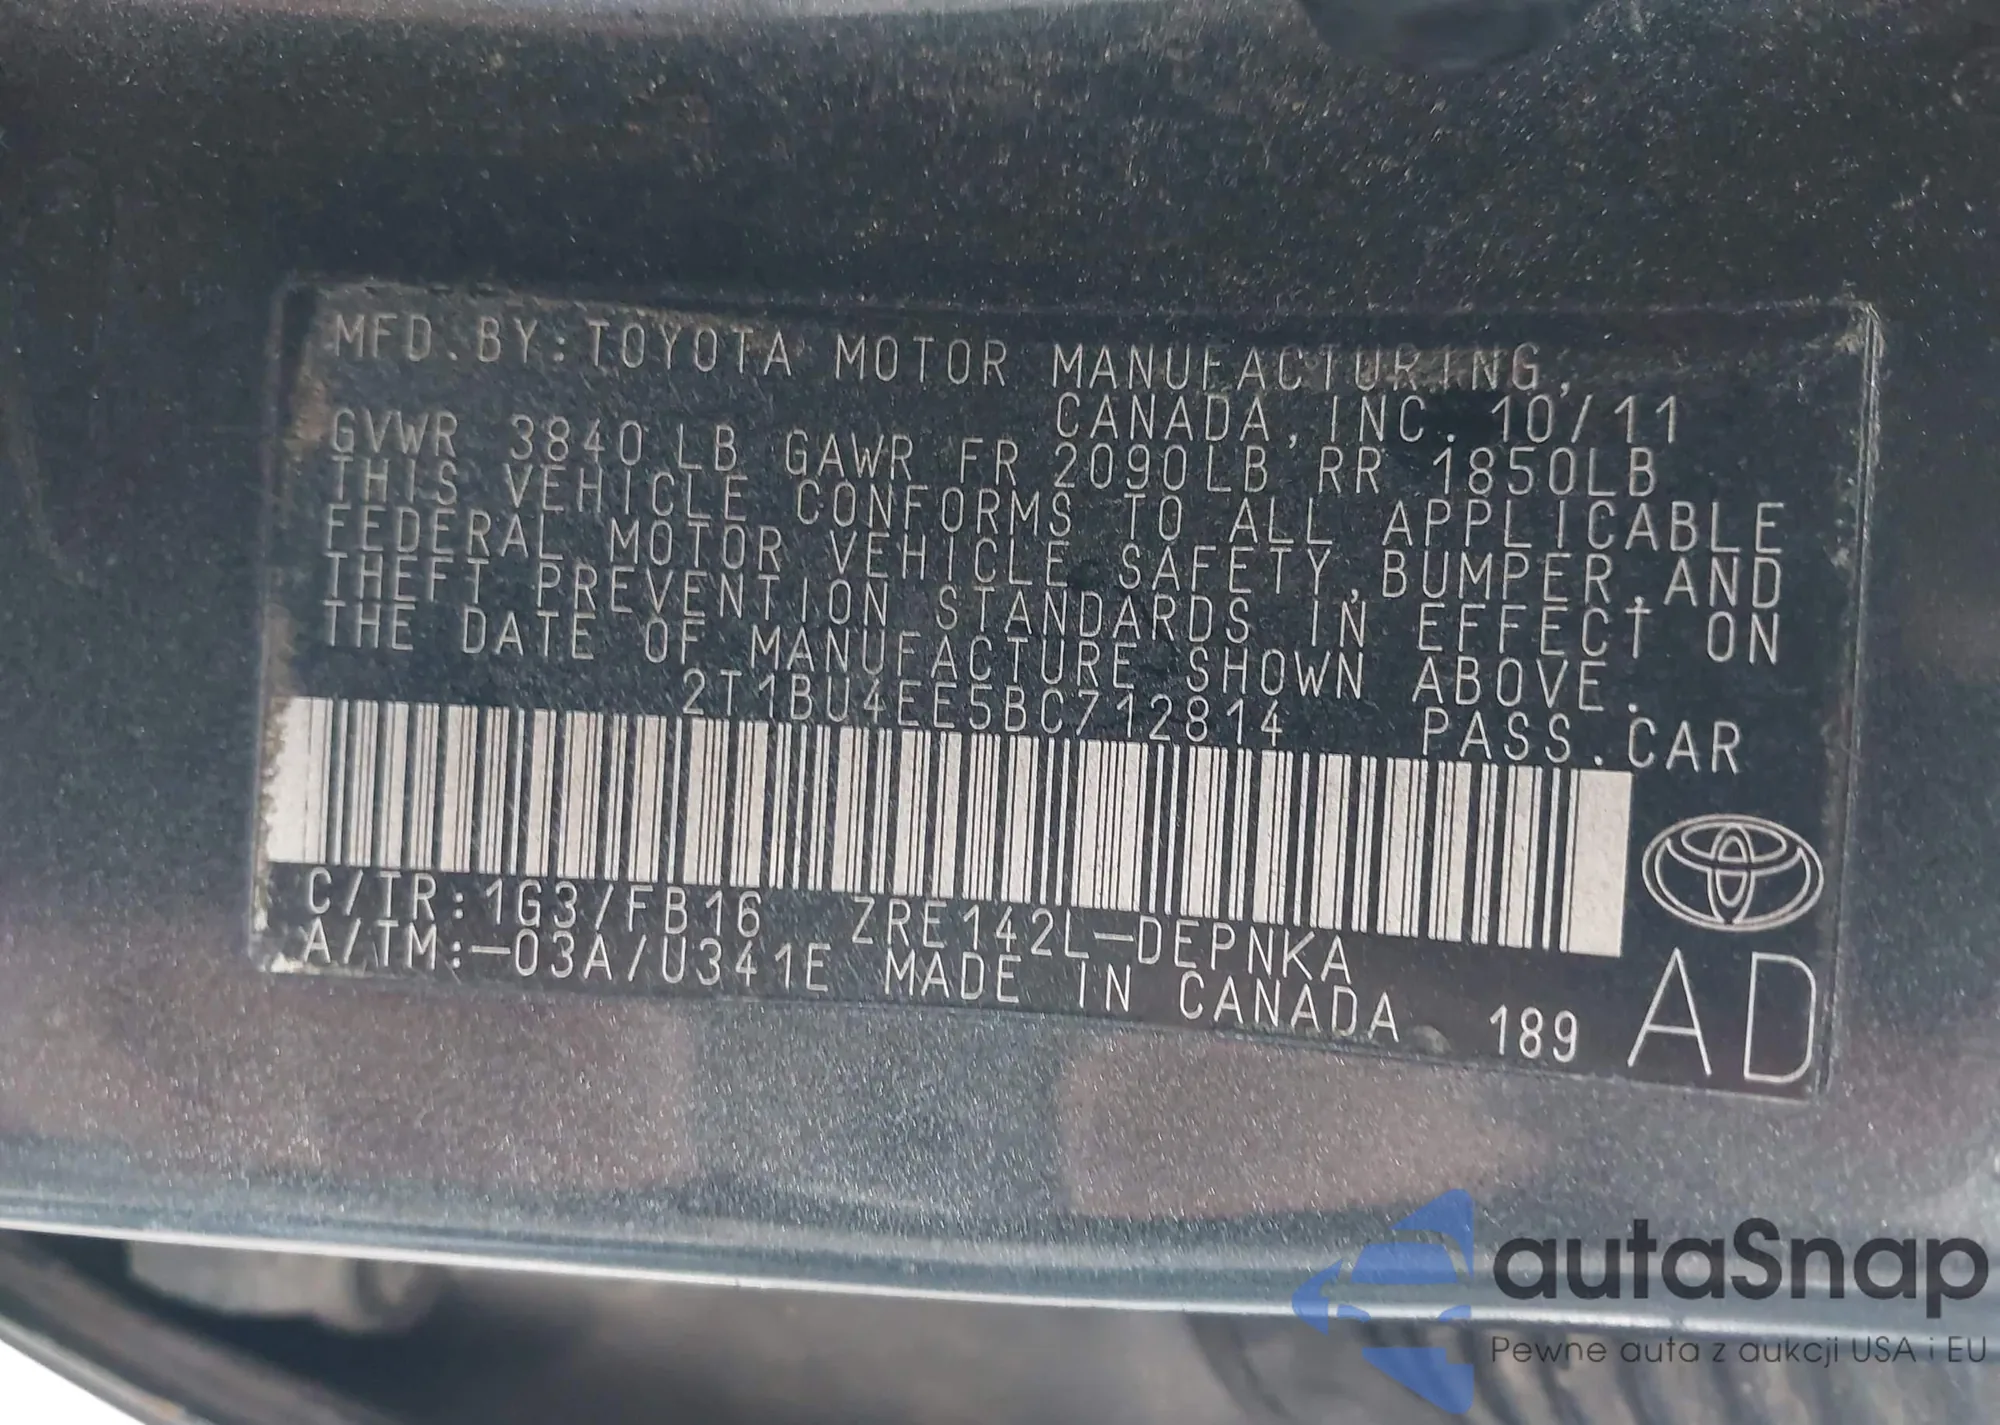 MFD.BY:TOYOTA MOTOR MANUFACTURING,
CANADA, INC. 10/11
GVWR 3840LB GAWR FR 2090LB RR 1850LB
THIS VEHICLE CONFORMS TO ALL APPLICABLE
FEDERAL MOTOR VEHICLE SAFETY,BUMPER,AND
THEFT PREVENTION STANDARDS IN EFFECT ON
THE DATE OF MANUFACTURE SHOWN ABOVE.
2T1BU4EE5BC712814 PASS.CAR
C/TR:1G3/FB16 ZRE142L-DEPNKA
A/TM:-03A/U341E MADE IN CANADA 189 AD
autaSnap
Pewne auta z aukcji USA i EU